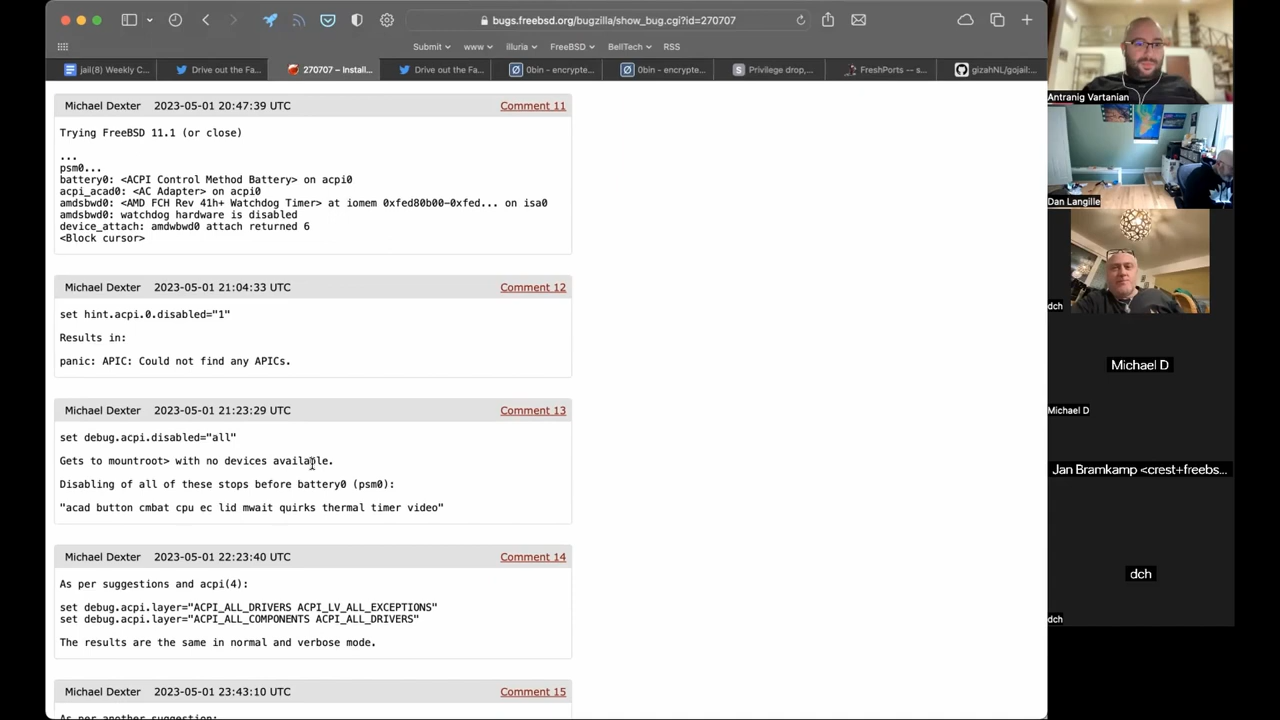 bugs.freebsd.org/bugzilla/show_bug.cgi?id=270707
Submit
www
illuria
FreeBSD
BellTech
RSS
jail(8) Weekly C...
Drive out the Fa...
270707 – Install...
Drive out the Fa...
0bin - encrypte...
0bin - encrypte...
Privilege drop,...
FreshPorts -- s...
gizahNL/gojail:...
Michael Dexter 2023-05-01 20:47:39 UTC Comment 11
Trying FreeBSD 11.1 (or close)
...
psm0...
battery0: <ACPI Control Method Battery> on acpi0
acpi_acad0: <AC Adapter> on acpi0
amdsbwd0: <AMD FCH Rev 41h+ Watchdog Timer> at iomem 0xfed80b00-0xfed... on isa0
amdsbwd0: watchdog hardware is disabled
device_attach: amdwbwd0 attach returned 6
<Block cursor>
Michael Dexter 2023-05-01 21:04:33 UTC Comment 12
set hint.acpi.0.disabled="1"
Results in:
panic: APIC: Could not find any APICs.
Michael Dexter 2023-05-01 21:23:29 UTC Comment 13
set debug.acpi.disabled="all"
Gets to mountroot> with no devices available.
Disabling of all of these stops before battery0 (psm0):
"acad button cmbat cpu ec lid mwait quirks thermal timer video"
Michael Dexter 2023-05-01 22:23:40 UTC Comment 14
As per suggestions and acpi(4):
set debug.acpi.layer="ACPI_ALL_DRIVERS ACPI_LV_ALL_EXCEPTIONS"
set debug.acpi.layer="ACPI_ALL_COMPONENTS ACPI_ALL_DRIVERS"
The results are the same in normal and verbose mode.
Michael Dexter 2023-05-01 23:43:10 UTC Comment 15
As per another suggestion:
Antranig Vartanian
Dan Langille
dch
Michael D
Michael D
Jan Bramkamp <crest+freebs...
dch
dch